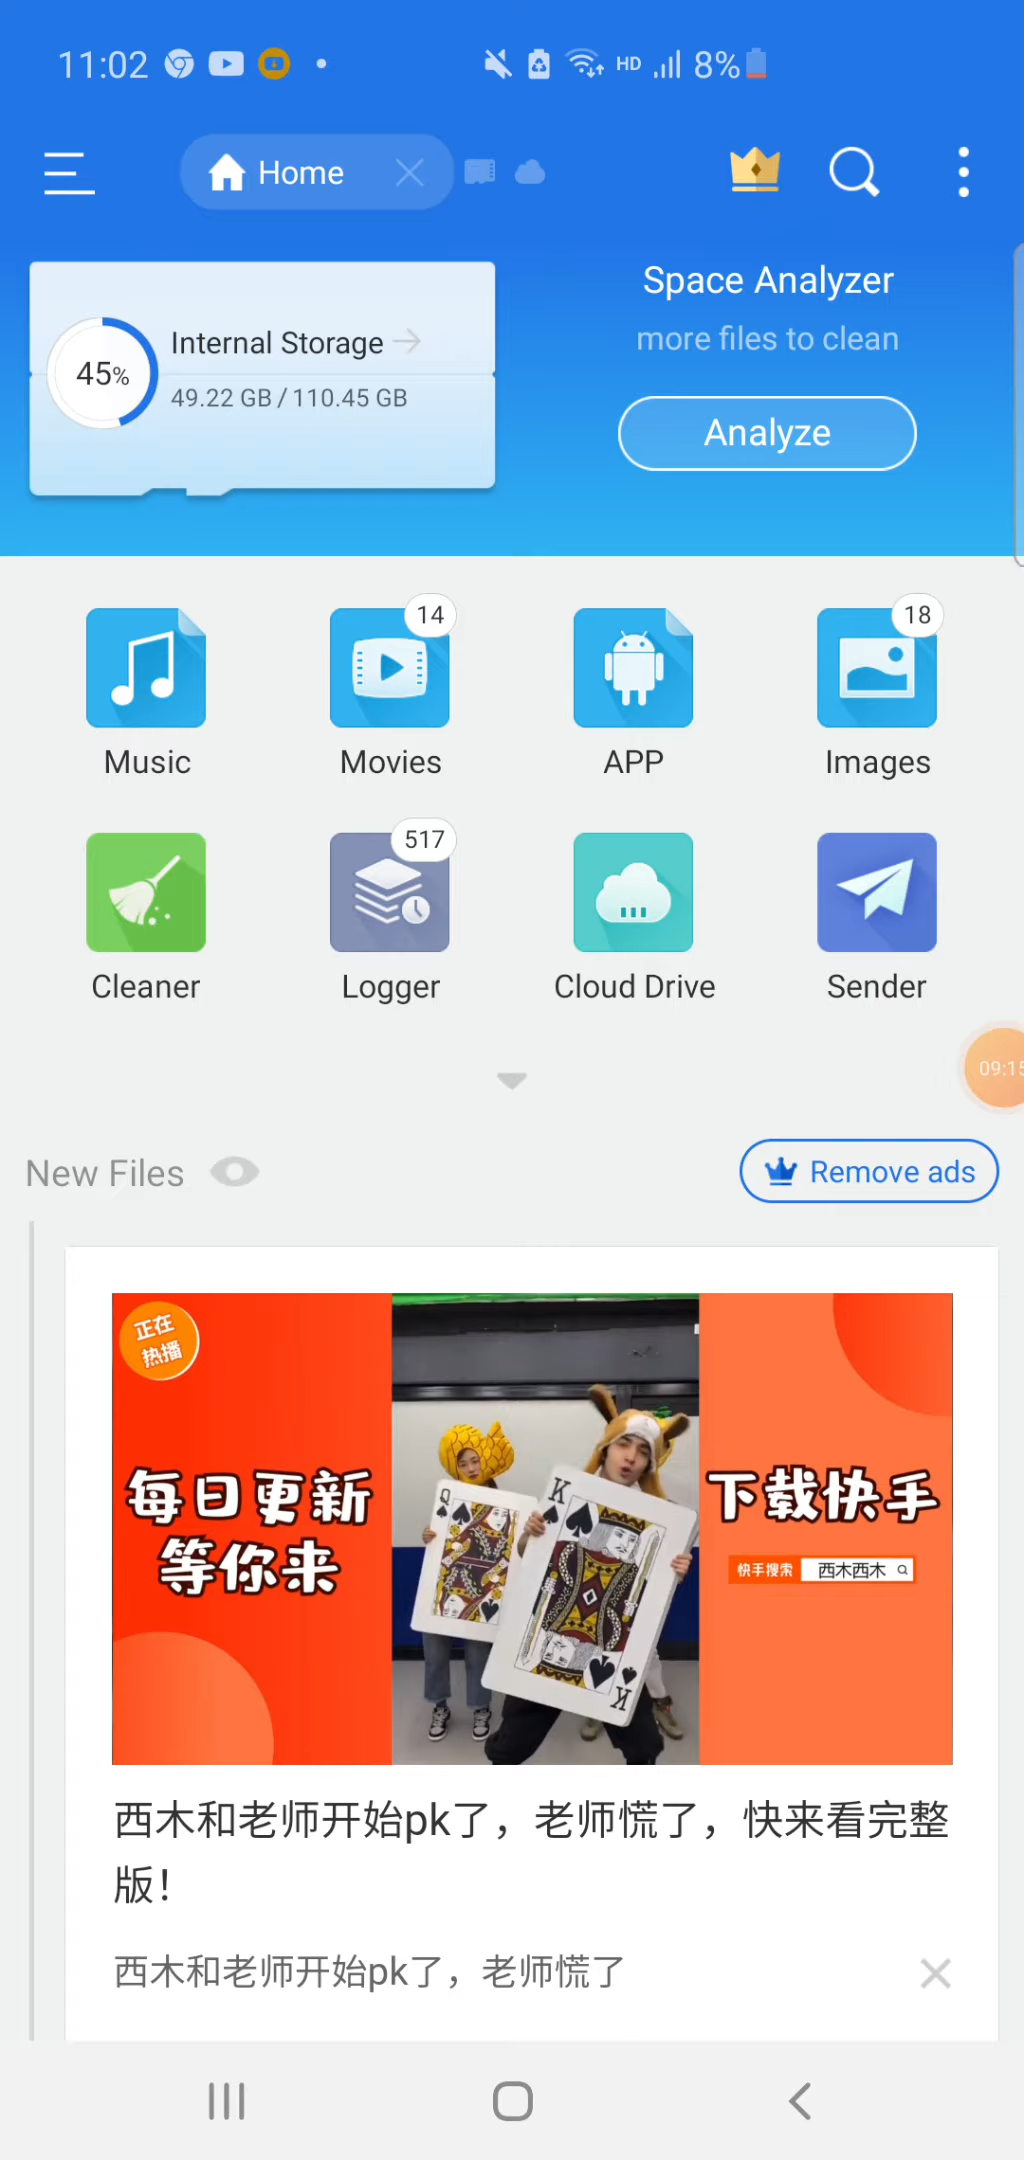 11:02
HD
8%
Home
Space Analyzer
more files to clean
Analyze
Internal Storage
45%
49.22 GB / 110.45 GB
14
18
Music
Movies
APP
Images
517
Cleaner
Logger
Cloud Drive
Sender
09:15
New Files
Remove ads
正在
热播
每日更新
等你来
Q
K
K
下载快手
快手搜索 西木西木
西木和老师开始pk了，老师慌了，快来看完整
版！
西木和老师开始pk了，老师慌了